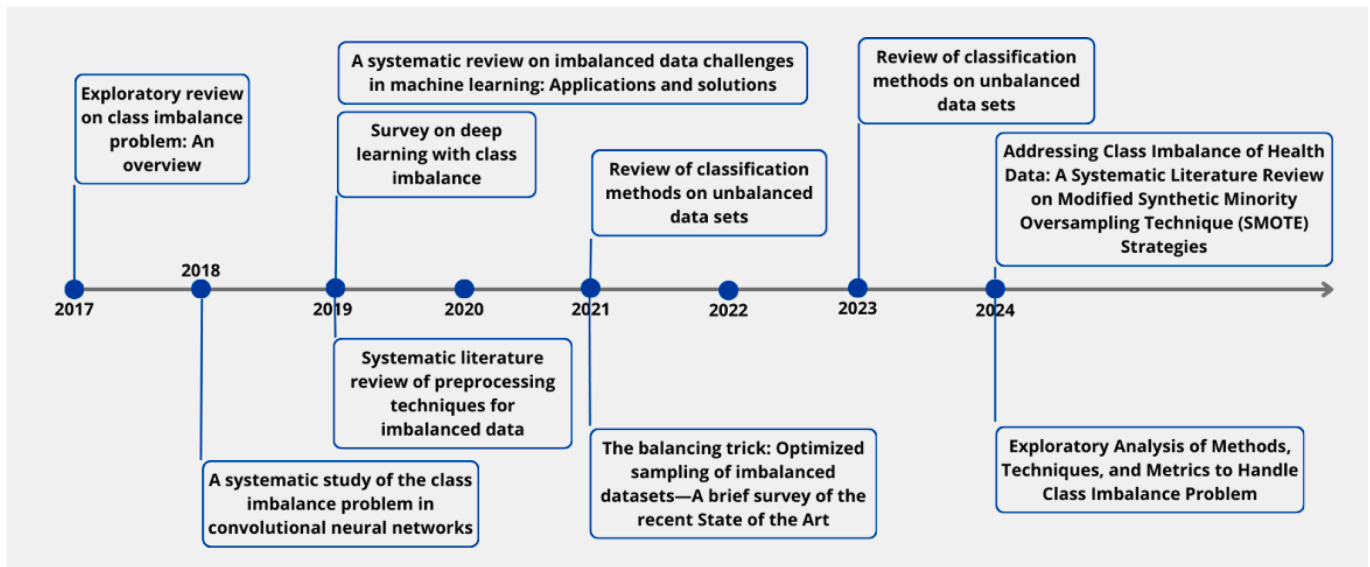 Exploratory review
on class imbalance
problem: An
overview
A systematic review on imbalanced data challenges
in machine learning: Applications and solutions
Survey on deep
learning with class
imbalance
Review of classification
methods on unbalanced
data sets
Review of classification
methods on unbalanced
data sets
Addressing Class Imbalance of Health
Data: A Systematic Literature Review
on Modified Synthetic Minority
Oversampling Technique (SMOTE)
Strategies
2017
2018
2019
2020
2021
2022
2023
2024
A systematic study of the class
imbalance problem in
convolutional neural networks
Systematic literature
review of preprocessing
techniques for
imbalanced data
The balancing trick: Optimized
sampling of imbalanced
datasets—A brief survey of the
recent State of the Art
Exploratory Analysis of Methods,
Techniques, and Metrics to Handle
Class Imbalance Problem